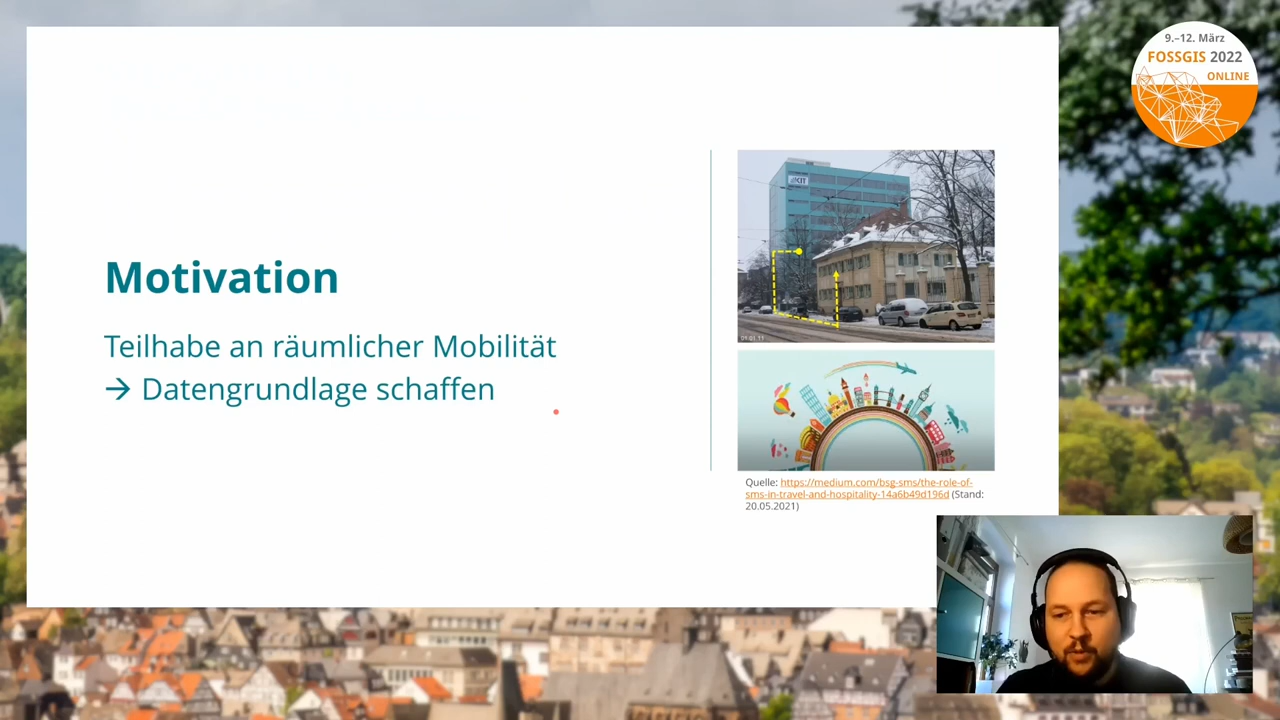 9.–12. März
FOSSGIS 2022
ONLINE
KIT
Motivation
Teilhabe an räumlicher Mobilität
→ Datengrundlage schaffen
Quelle: https://medium.com/bsg-sms/the-role-of-
sms-in-travel-and-hospitality-14a6b49d196d (Stand:
20.05.2021)